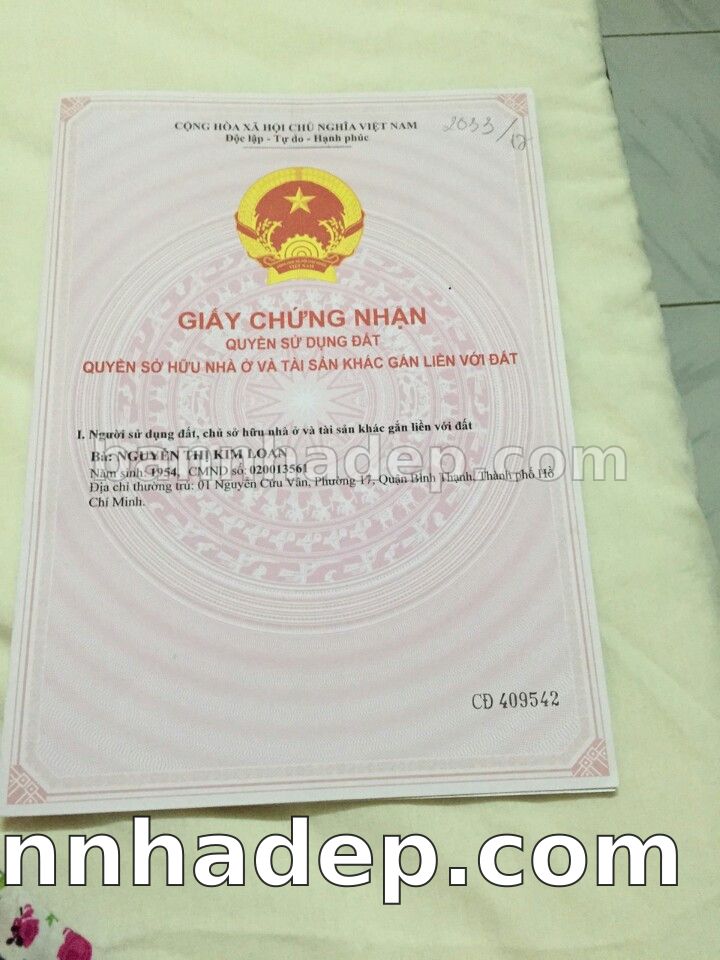 CỘNG HÒA XÃ HỘI CHỦ NGHĨA VIỆT NAM
Độc lập - Tự do - Hạnh phúc
2033/12
VIỆT NAM
GIẤY CHỨNG NHẬN
QUYỀN SỬ DỤNG ĐẤT
QUYỀN SỞ HỮU NHÀ Ở VÀ TÀI SẢN KHÁC GẮN LIỀN VỚI ĐẤT
I. Người sử dụng đất, chủ sở hữu nhà ở và tài sản khác gắn liền với đất
Bà: NGUYỄN THỊ KIM LOAN
Năm sinh: 1954, CMND số: 020013561
Địa chỉ thường trú: 01 Nguyễn Cửu Vân, Phường 17, Quận Bình Thạnh, Thành phố Hồ
Chí Minh.
CĐ 409542
nnhadep.com